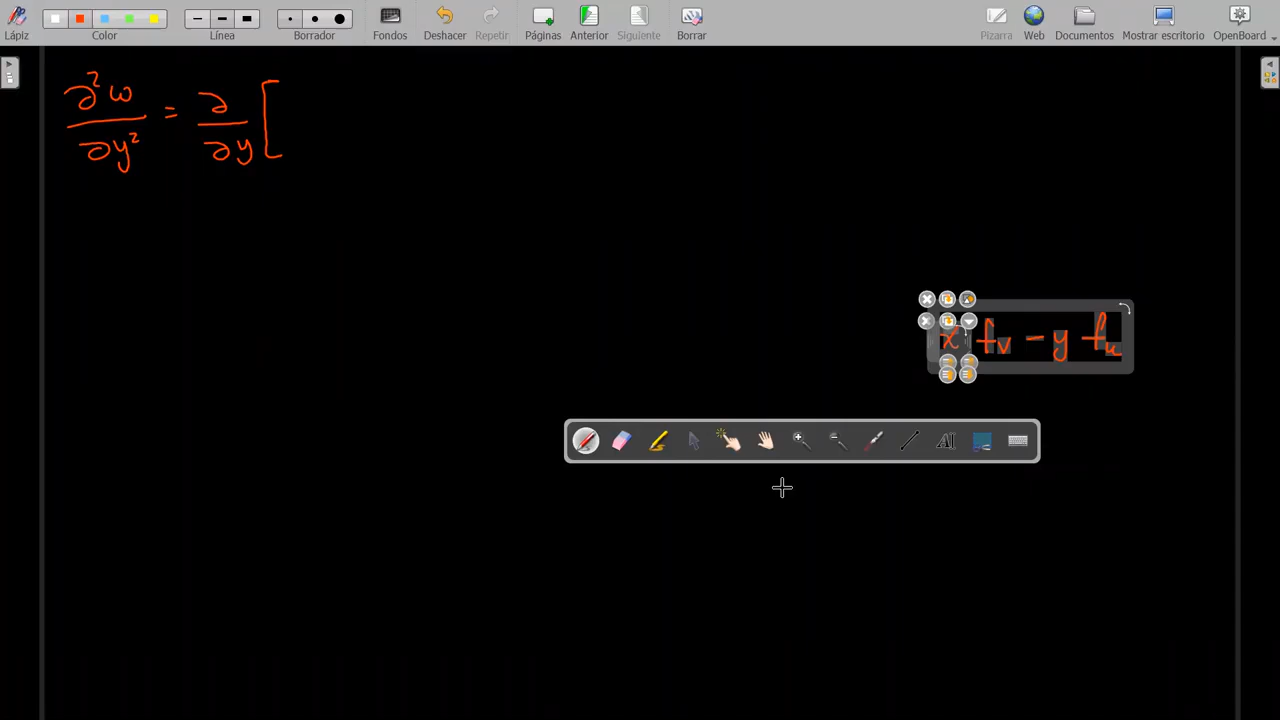 Lápiz Color Línea Borrador Fondos Deshacer Repetir Páginas Anterior Siguiente Borrar Pizarra Web Documentos Mostrar escritorio OpenBoard
∂²w/∂y² = ∂/∂y [
x fᵥ - y fᵤ
AI